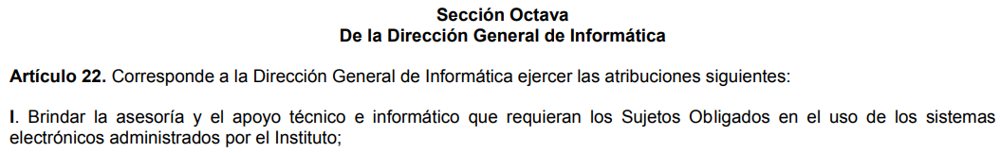 Sección Octava
De la Dirección General de Informática
Artículo 22. Corresponde a la Dirección General de Informática ejercer las atribuciones siguientes:
I. Brindar la asesoría y el apoyo técnico e informático que requieran los Sujetos Obligados en el uso de los sistemas
electrónicos administrados por el Instituto;